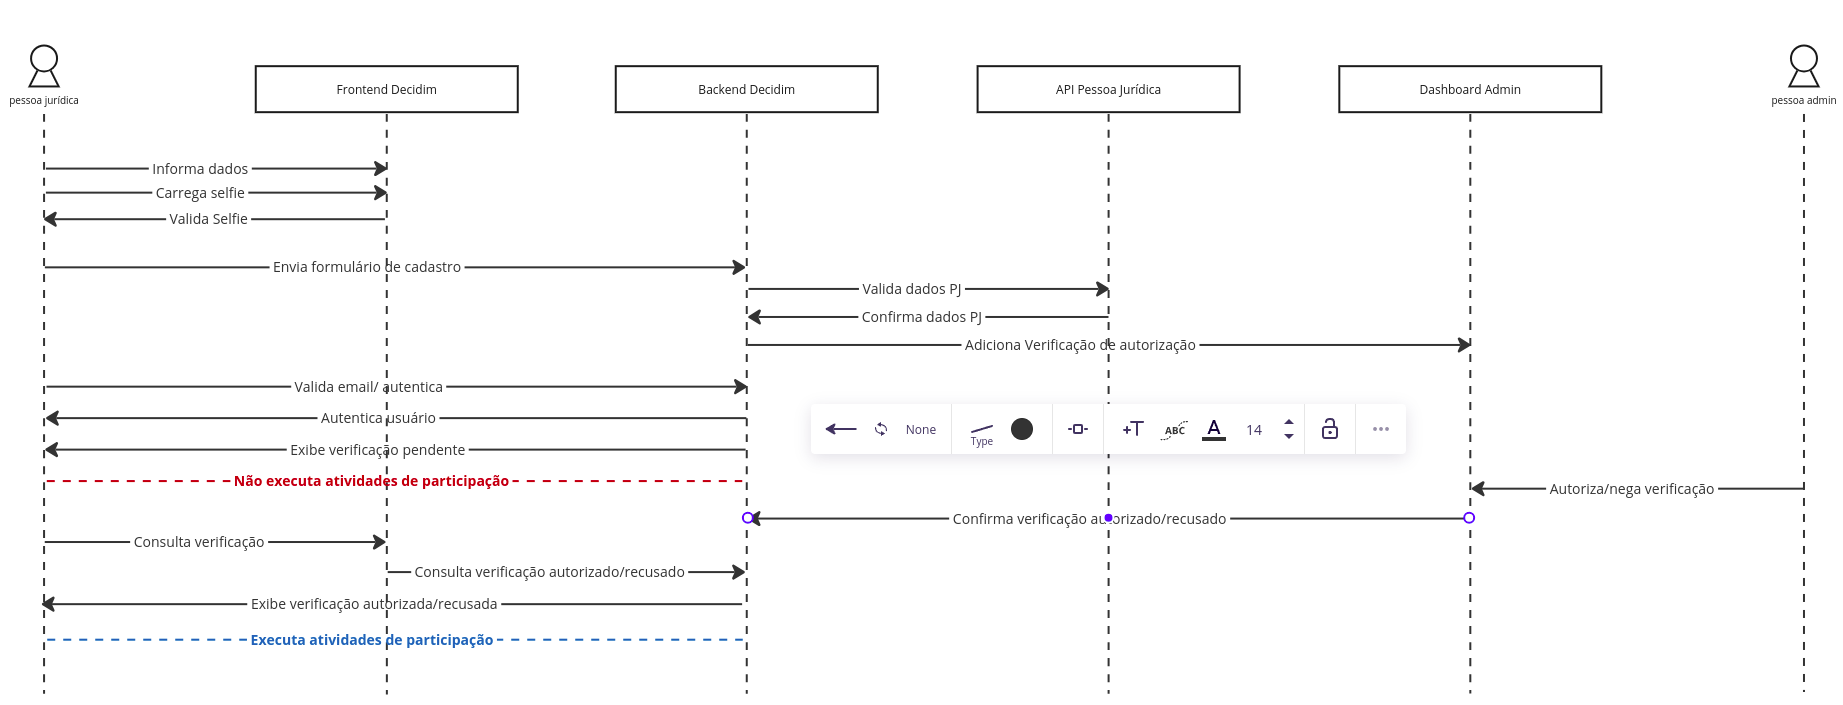 pessoa jurídica
Frontend Decidim
Backend Decidim
API Pessoa Jurídica
Dashboard Admin
pessoa admin
Informa dados
Carrega selfie
Valida Selfie
Envia formulário de cadastro
Valida dados PJ
Confirma dados PJ
Adiciona Verificação de autorização
Valida email/ autentica
Autentica usuário
None
Type
ABC
A
14
Exibe verificação pendente
Não executa atividades de participação
Autoriza/nega verificação
Confirma verificação autorizado/recusado
Consulta verificação
Consulta verificação autorizado/recusado
Exibe verificação autorizada/recusada
Executa atividades de participação